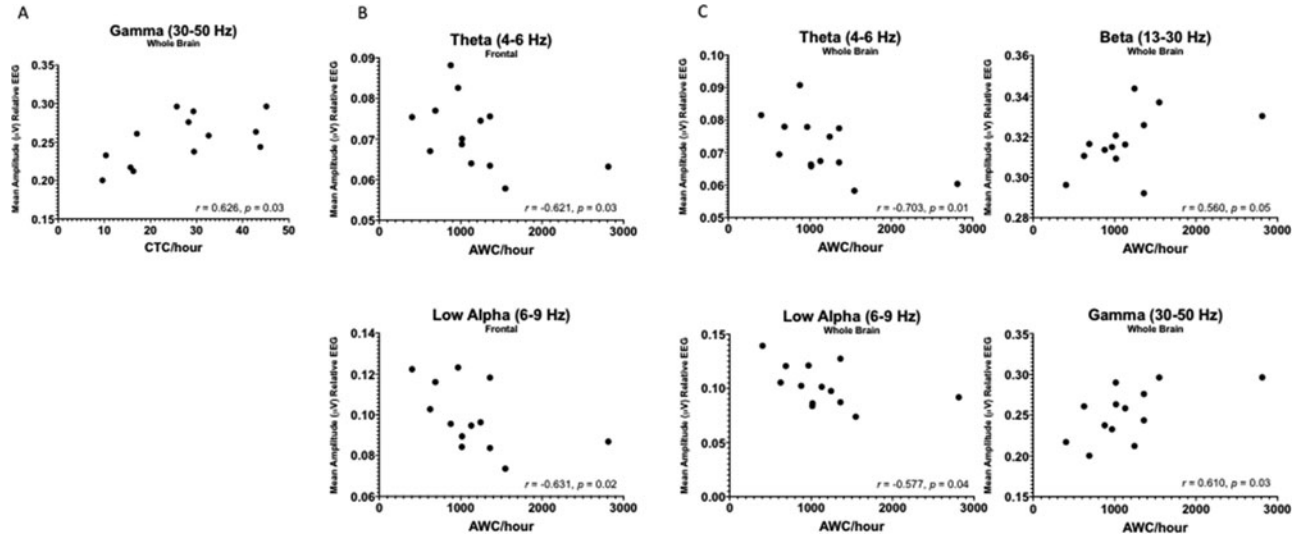 A
B
C
Gamma (30-50 Hz)
Whole Brain
Mean Amplitude (μV) Relative EEG
0.35
0.30
0.25
0.20
0.15
0 10 20 30 40 50
r = 0.626, p = 0.03
CTC/hour
Theta (4-6 Hz)
Frontal
Mean Amplitude (μV) Relative EEG
0.09
0.08
0.07
0.06
0.05
0 1000 2000 3000
r = -0.621, p = 0.03
AWC/hour
Theta (4-6 Hz)
Whole Brain
Mean Amplitude (μV) Relative EEG
0.10
0.09
0.08
0.07
0.06
0.05
0 1000 2000 3000
r = -0.703, p = 0.01
AWC/hour
Beta (13-30 Hz)
Whole Brain
Mean Amplitude (μV) Relative EEG
0.36
0.34
0.32
0.30
0.28
0 1000 2000 3000
r = 0.560, p = 0.05
AWC/hour
Low Alpha (6-9 Hz)
Frontal
Mean Amplitude (μV) Relative EEG
0.14
0.12
0.10
0.08
0.06
0 1000 2000 3000
r = -0.631, p = 0.02
AWC/hour
Low Alpha (6-9 Hz)
Whole Brain
Mean Amplitude (μV) Relative EEG
0.15
0.10
0.05
0.00
0 1000 2000 3000
r = -0.577, p = 0.04
AWC/hour
Gamma (30-50 Hz)
Whole Brain
Mean Amplitude (μV) Relative EEG
0.35
0.30
0.25
0.20
0.15
0 1000 2000 3000
r = 0.610, p = 0.03
AWC/hour